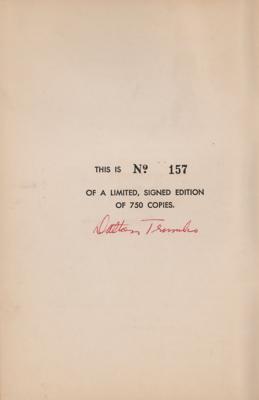 THIS IS Nº 157
OF A LIMITED, SIGNED EDITION
OF 750 COPIES.
Dalton Trumbo